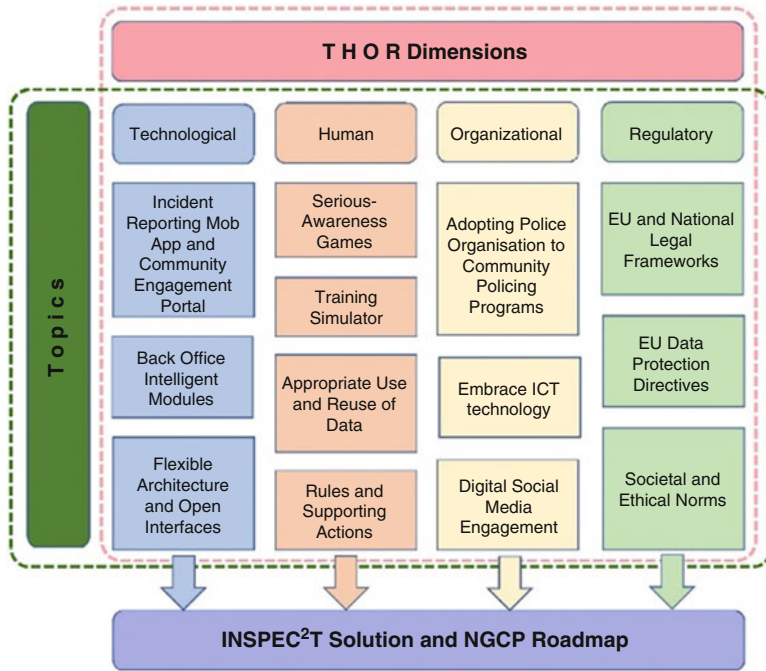 T H O R Dimensions
Topics
Technological
Human
Organizational
Regulatory
Incident
Reporting Mob
App and
Community
Engagement
Portal
Back Office
Intelligent
Modules
Flexible
Architecture
and Open
Interfaces
Serious-
Awareness
Games
Training
Simulator
Appropriate Use
and Reuse of
Data
Rules and
Supporting
Actions
Adopting Police
Organisation to
Community
Policing
Programs
Embrace ICT
technology
Digital Social
Media
Engagement
EU and National
Legal
Frameworks
EU Data
Protection
Directives
Societal and
Ethical Norms
INSPEC²T Solution and NGCP Roadmap